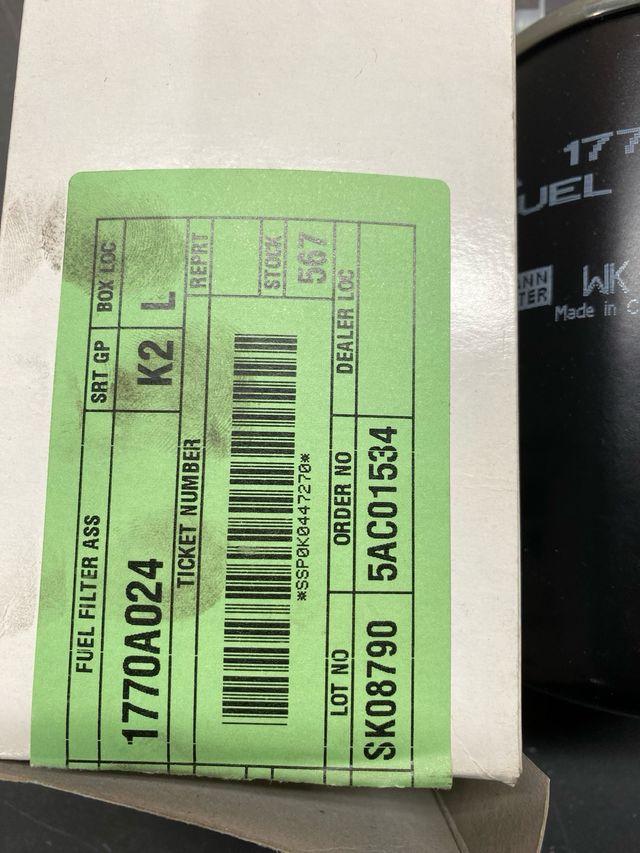 FUEL FILTER ASS
SRT GP
BOX LOC
1770A024
K2
L
TICKET NUMBER
REPRT
STOCK
567
*SSP0K0447270*
LOT NO
ORDER NO
DEALER LOC
SK08790
5AC01534
177
FUEL
WK
Made in